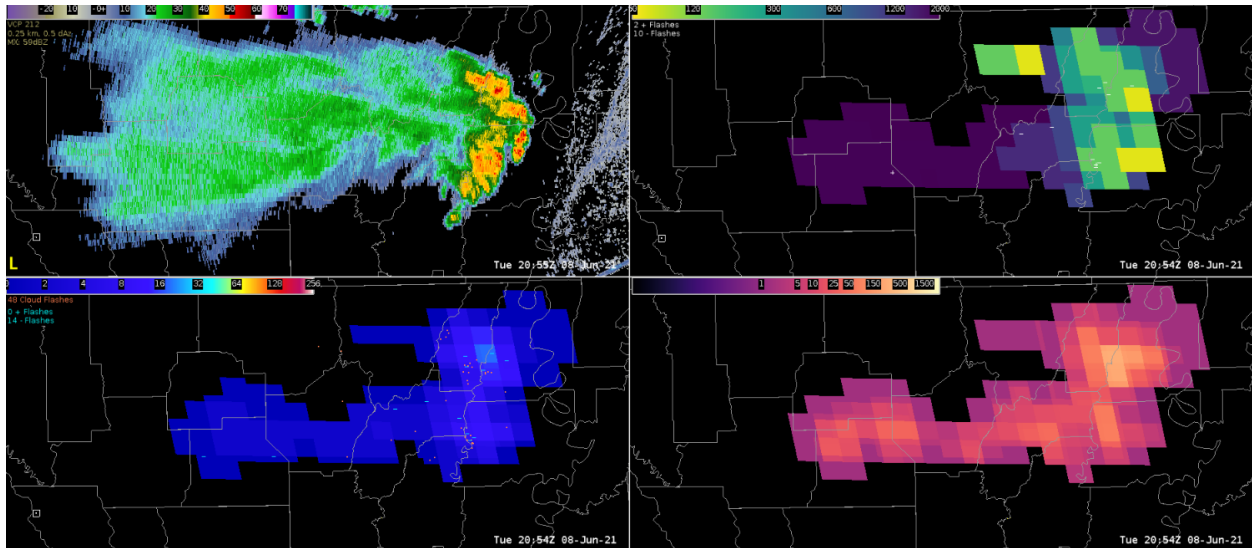 -20 -10 -0+ 10 20 30 40 50 60 70
VCP 212
0.25 km, 0.5 dAz
MX: 59dBZ
L
Tue 20:55Z 08-Jun-21
120 300 600 1200 2000
2 + Flashes
10 - Flashes
Tue 20:54Z 08-Jun-21
0 2 4 8 16 32 64 128 256
48 Cloud Flashes
0 + Flashes
14 - Flashes
Tue 20:54Z 08-Jun-21
1 5 10 25 50 150 500 1500
Tue 20:54Z 08-Jun-21